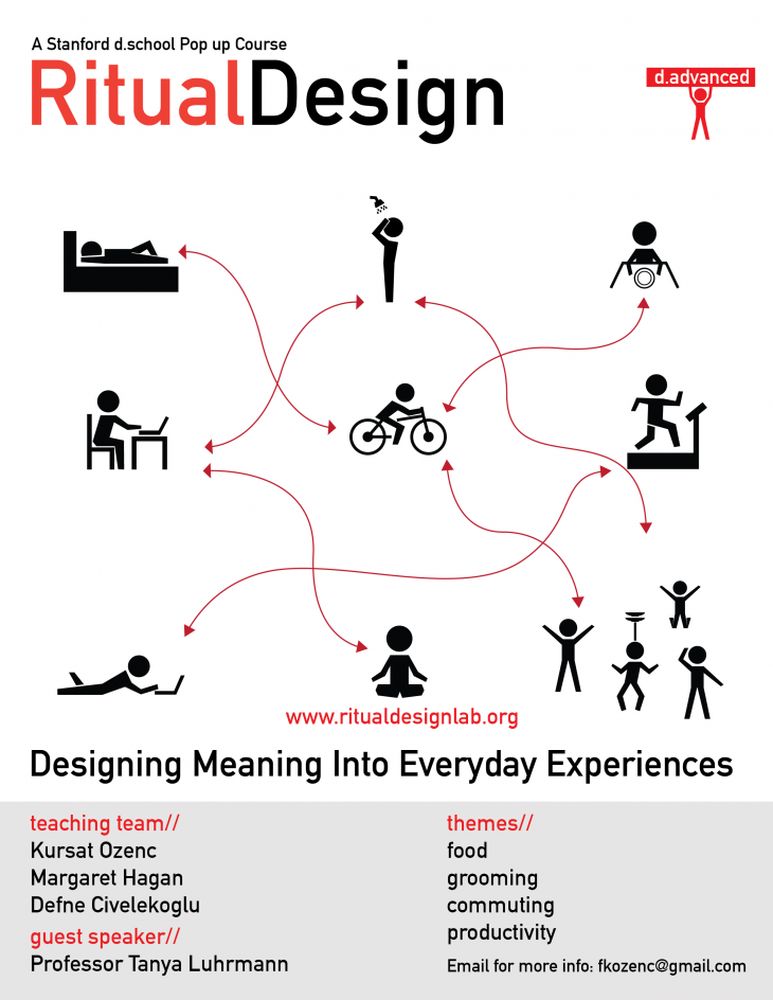 A Stanford d.school Pop up Course
RitualDesign
d.advanced
www.ritualdesignlab.org
Designing Meaning Into Everyday Experiences
teaching team//
Kursat Ozenc
Margaret Hagan
Defne Civelekoglu
guest speaker//
Professor Tanya Luhrmann
themes//
food
grooming
commuting
productivity
Email for more info: fkozenc@gmail.com